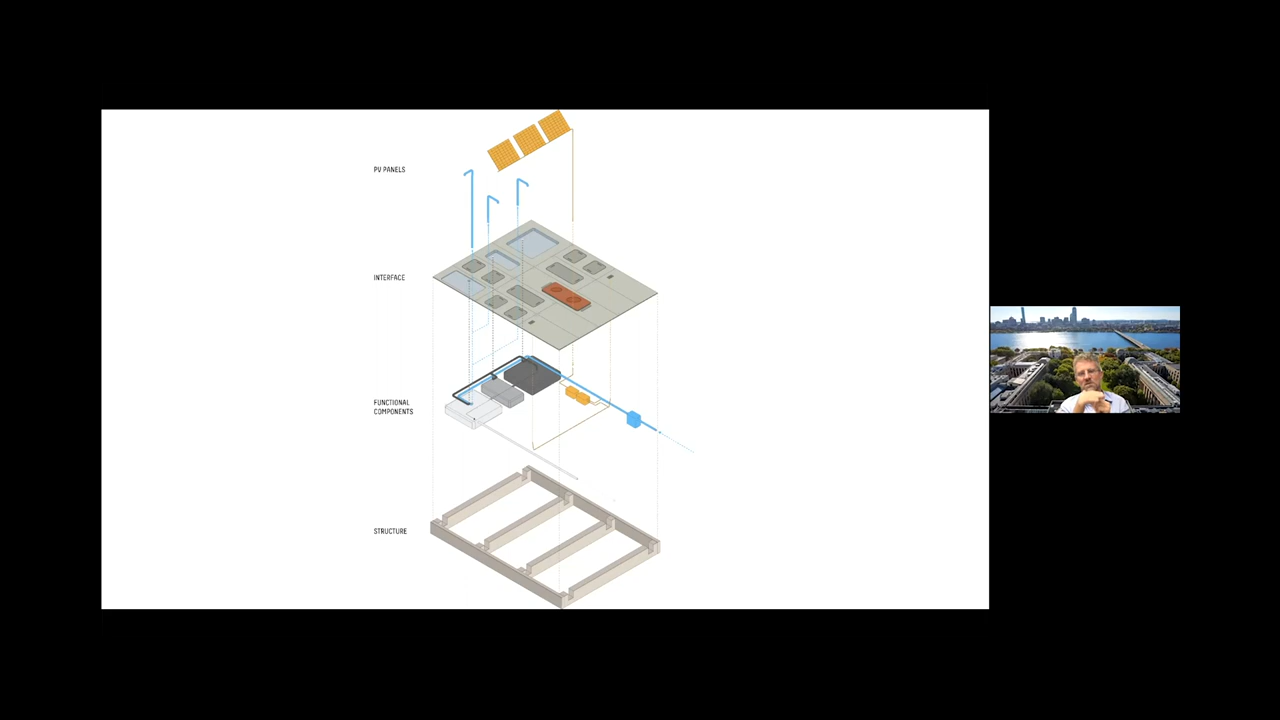 PV PANELS
INTERFACE
FUNCTIONAL
COMPONENTS
STRUCTURE